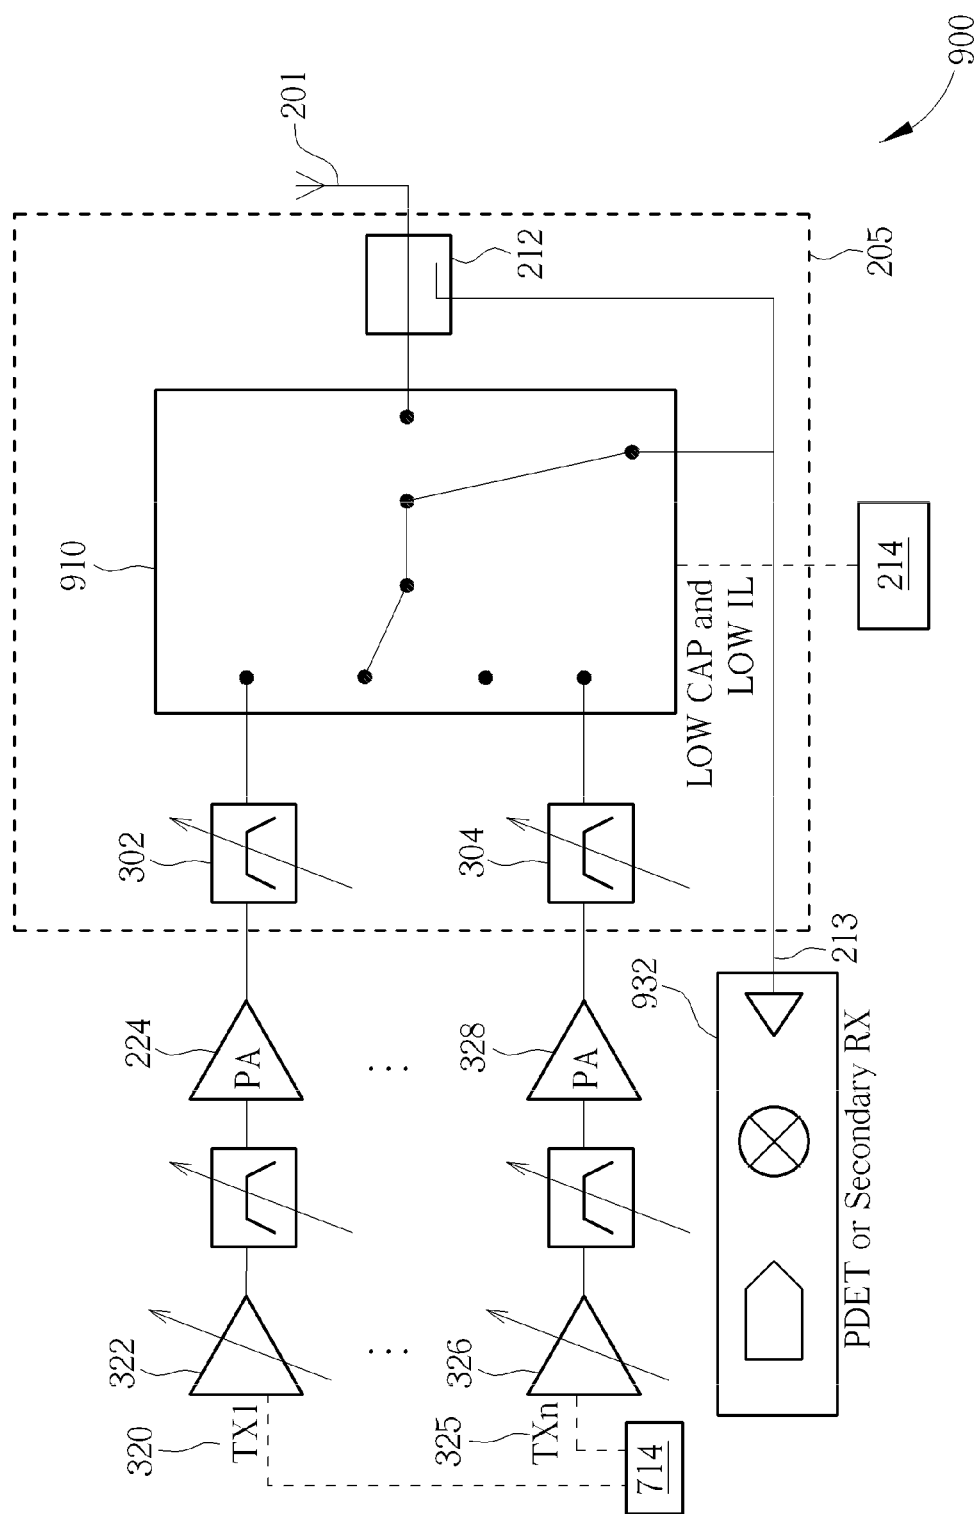 900
201
212
205
910
LOW CAP and
LOW IL
214
302
304
224
PA
...
328
PA
322
...
326
320
TX1
325
TXn
714
932
213
PDET or Secondary RX